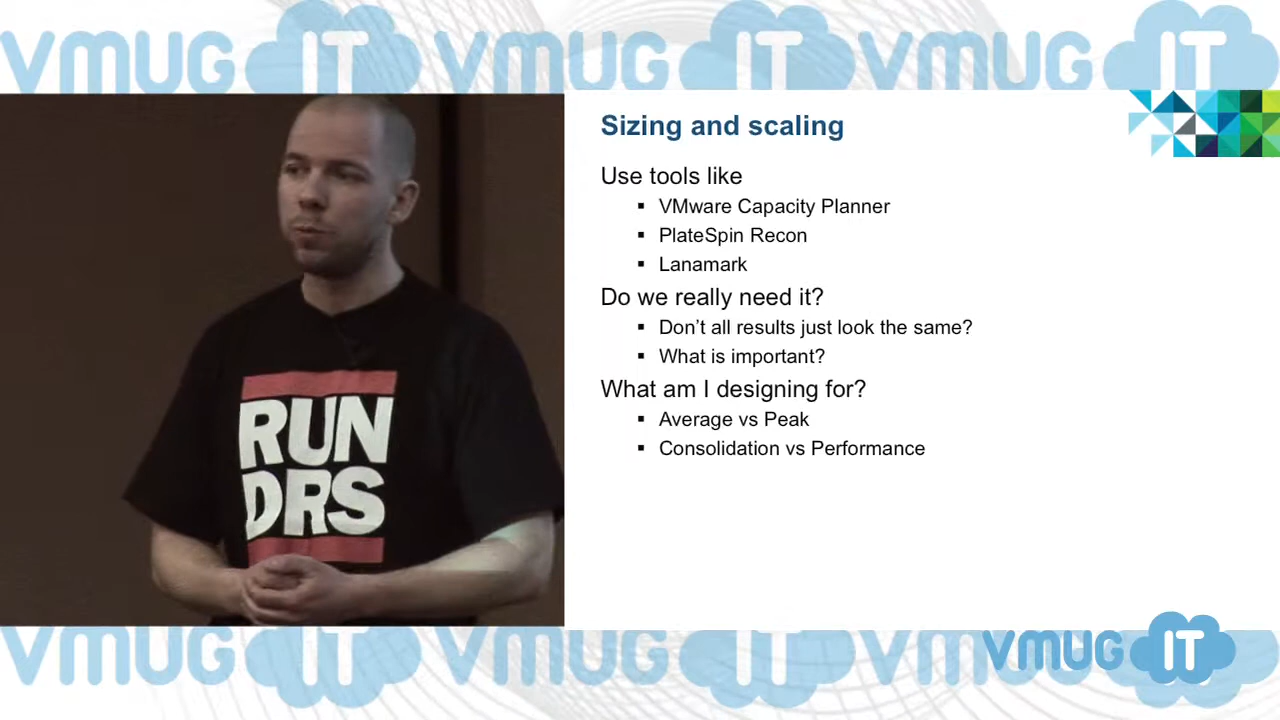 VMUG IT VMUG IT VMUG IT
Sizing and scaling
Use tools like
▪ VMware Capacity Planner
▪ PlateSpin Recon
▪ Lanamark
Do we really need it?
▪ Don't all results just look the same?
▪ What is important?
What am I designing for?
▪ Average vs Peak
▪ Consolidation vs Performance
RUN
DRS
VMUG IT VMUG IT VMUG IT
VMUG IT